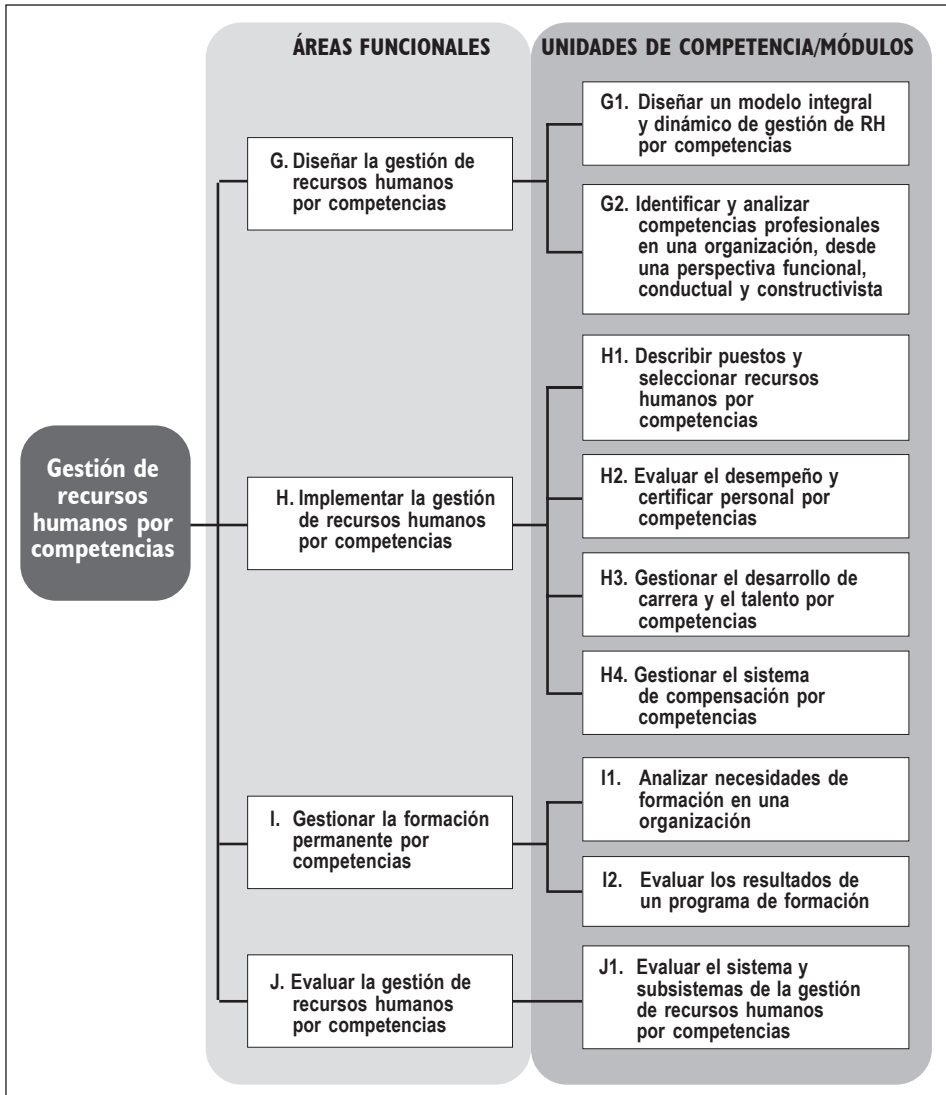 ÁREAS FUNCIONALES
UNIDADES DE COMPETENCIA/MÓDULOS
Gestión de
recursos
humanos por
competencias
G. Diseñar la gestión de
recursos humanos
por competencias
G1. Diseñar un modelo integral
y dinámico de gestión de RH
por competencias
G2. Identificar y analizar
competencias profesionales
en una organización, desde
una perspectiva funcional,
conductual y constructivista
H. Implementar la gestión
de recursos humanos
por competencias
H1. Describir puestos y
seleccionar recursos
humanos por
competencias
H2. Evaluar el desempeño y
certificar personal por
competencias
H3. Gestionar el desarrollo de
carrera y el talento por
competencias
H4. Gestionar el sistema
de compensación por
competencias
I. Gestionar la formación
permanente por
competencias
I1. Analizar necesidades de
formación en una
organización
I2. Evaluar los resultados de
un programa de formación
J. Evaluar la gestión de
recursos humanos
por competencias
J1. Evaluar el sistema y
subsistemas de la gestión
de recursos humanos
por competencias